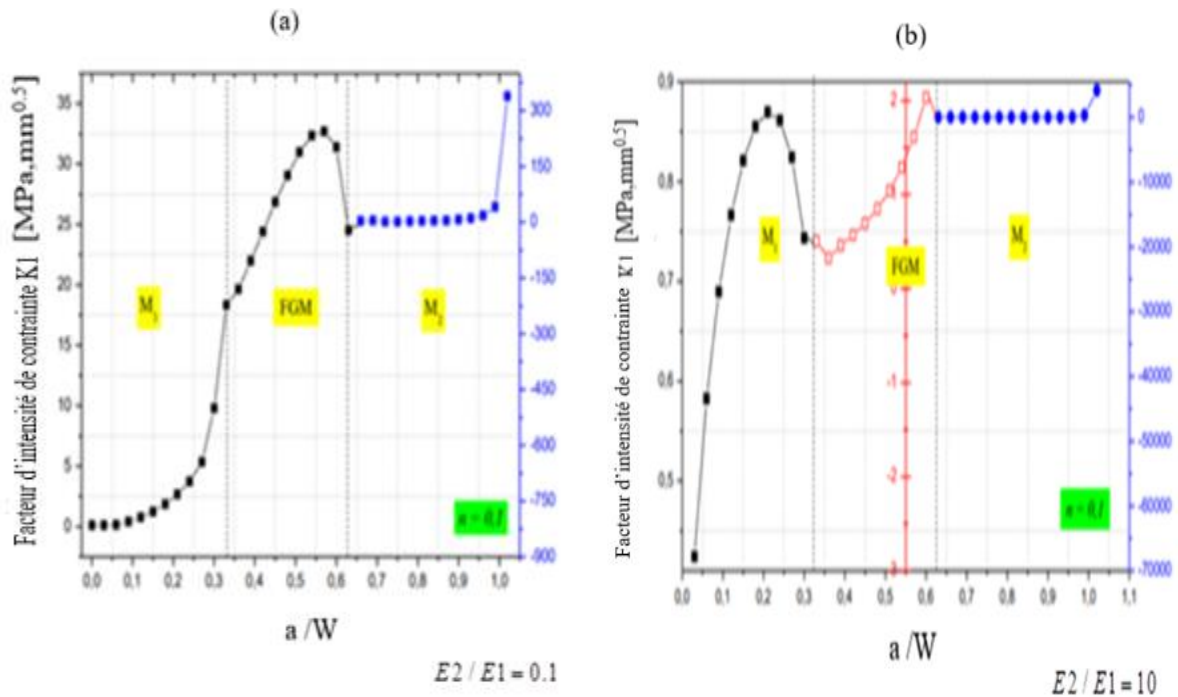 (a)
Facteur d'intensité de contrainte K1 [MPa,mm^0.5]
35
30
25
20
15
10
5
0
300
150
0
-150
-300
-450
-600
-750
-900
FGM
M2
n = 0,1
0,0 0,1 0,2 0,3 0,4 0,5 0,6 0,7 0,8 0,9 1,0
a /W
E2 / E1 = 0.1
(b)
Facteur d'intensité de contrainte K1 [MPa,mm^0.5]
0,9
0,8
0,7
0,6
0,5
2
-1
-2
0
-10000
-20000
-30000
-40000
-50000
-60000
-70000
M1
FGM
n = 0,1
0,0 0,1 0,2 0,3 0,4 0,5 0,6 0,7 0,8 0,9 1,0 1,1
a /W
E2 / E1 = 10